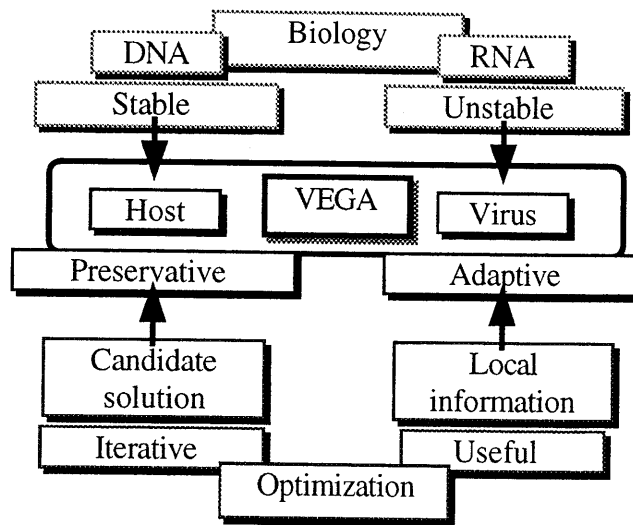 Biology
DNA
RNA
Stable
Unstable
Host
VEGA
Virus
Preservative
Adaptive
Candidate
solution
Local
information
Iterative
Useful
Optimization